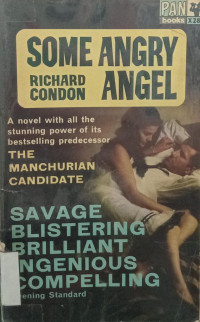 PAN
books
SOME ANGRY
RICHARD
CONDON
ANGEL
A novel with all the
stunning power of its
bestselling predecessor
THE
MANCHURIAN
CANDIDATE
SAVAGE
BLISTERING
BRILLIANT
NGENIOUS
COMPELLING
ening Standard